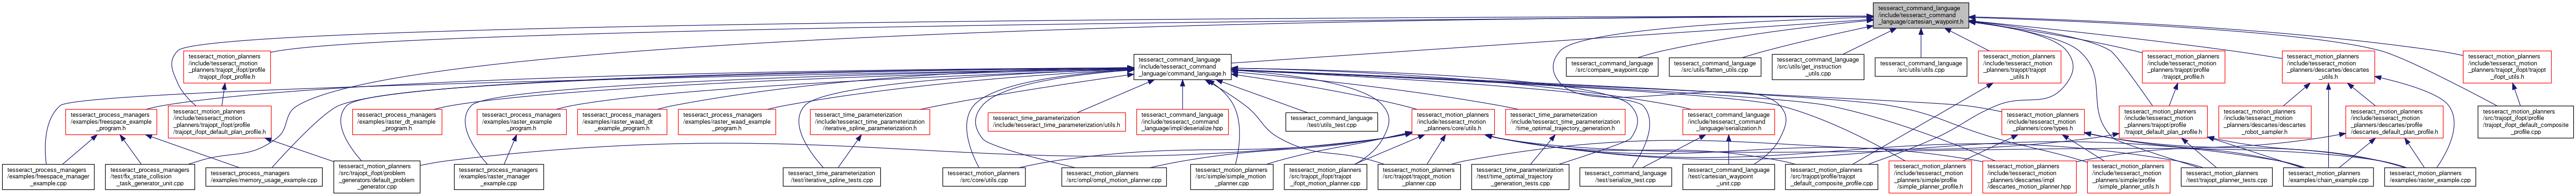 tesseract_command_language
/include/tesseract_command
_language/cartesian_waypoint.h
tesseract_motion_planners
/include/tesseract_motion
_planners/trajopt_ifopt/profile
/trajopt_ifopt_profile.h
tesseract_command_language
/include/tesseract_command
_language/command_language.h
tesseract_command_language
/src/compare_waypoint.cpp
tesseract_command_language
/src/utils/flatten_utils.cpp
tesseract_command_language
/src/utils/get_instruction
_utils.cpp
tesseract_command_language
/src/utils/utils.cpp
tesseract_motion_planners
/include/tesseract_motion
_planners/trajopt/trajopt
_utils.h
tesseract_motion_planners
/include/tesseract_motion
_planners/trajopt/profile
/trajopt_profile.h
tesseract_motion_planners
/include/tesseract_motion
_planners/descartes/descartes
_utils.h
tesseract_motion_planners
/include/tesseract_motion
_planners/trajopt_ifopt/trajopt
_ifopt_utils.h
tesseract_process_managers
/examples/freespace_example
_program.h
tesseract_motion_planners
/include/tesseract_motion
_planners/trajopt_ifopt/profile
/trajopt_ifopt_default_plan_profile.h
tesseract_process_managers
/examples/raster_dt_example
_program.h
tesseract_process_managers
/examples/raster_example
_program.h
tesseract_process_managers
/examples/raster_waad_dt
_example_program.h
tesseract_process_managers
/examples/raster_waad_example
_program.h
tesseract_time_parameterization
/include/tesseract_time_parameterization
/iterative_spline_parameterization.h
tesseract_time_parameterization
/include/tesseract_time_parameterization/utils.h
tesseract_command_language
/include/tesseract_command
_language/impl/deserialize.hpp
tesseract_command_language
/test/utils_test.cpp
tesseract_motion_planners
/include/tesseract_motion
_planners/core/utils.h
tesseract_time_parameterization
/include/tesseract_time_parameterization
/time_optimal_trajectory_generation.h
tesseract_command_language
/include/tesseract_command
_language/serialization.h
tesseract_motion_planners
/include/tesseract_motion
_planners/core/types.h
tesseract_motion_planners
/include/tesseract_motion
_planners/trajopt/profile
/trajopt_default_plan_profile.h
tesseract_motion_planners
/include/tesseract_motion
_planners/descartes/descartes
_robot_sampler.h
tesseract_motion_planners
/include/tesseract_motion
_planners/descartes/profile
/descartes_default_plan_profile.h
tesseract_motion_planners
/src/trajopt_ifopt/profile
/trajopt_ifopt_default_composite
_profile.cpp
tesseract_process_managers
/examples/freespace_manager
_example.cpp
tesseract_process_managers
/test/fix_state_collision
_task_generator_unit.cpp
tesseract_process_managers
/examples/memory_usage_example.cpp
tesseract_motion_planners
/src/trajopt_ifopt/problem
_generators/default_problem
_generator.cpp
tesseract_process_managers
/examples/raster_manager
_example.cpp
tesseract_time_parameterization
/test/iterative_spline_tests.cpp
tesseract_motion_planners
/src/core/utils.cpp
tesseract_motion_planners
/src/ompl/ompl_motion_planner.cpp
tesseract_motion_planners
/src/simple/simple_motion
_planner.cpp
tesseract_motion_planners
/src/trajopt_ifopt/trajopt
_ifopt_motion_planner.cpp
tesseract_motion_planners
/src/trajopt/trajopt_motion
_planner.cpp
tesseract_time_parameterization
/test/time_optimal_trajectory
_generation_tests.cpp
tesseract_command_language
/test/serialize_test.cpp
tesseract_command_language
/test/cartesian_waypoint
_unit.cpp
tesseract_motion_planners
/src/trajopt/profile/trajopt
_default_composite_profile.cpp
tesseract_motion_planners
/include/tesseract_motion
_planners/simple/profile
/simple_planner_profile.h
tesseract_motion_planners
/include/tesseract_motion
_planners/descartes/impl
/descartes_motion_planner.hpp
tesseract_motion_planners
/include/tesseract_motion
_planners/simple/profile
/simple_planner_utils.h
tesseract_motion_planners
/test/trajopt_planner_tests.cpp
tesseract_motion_planners
/examples/chain_example.cpp
tesseract_motion_planners
/examples/raster_example.cpp